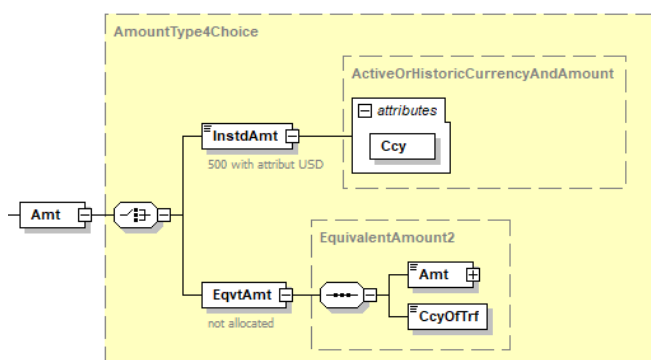 AmountType4Choice
ActiveOrHistoricCurrencyAndAmount
attributes
InstdAmt
Ccy
500 with attribut USD
Amt
EquivalentAmount2
Amt
EqvtAmt
CcyOfTrf
not allocated